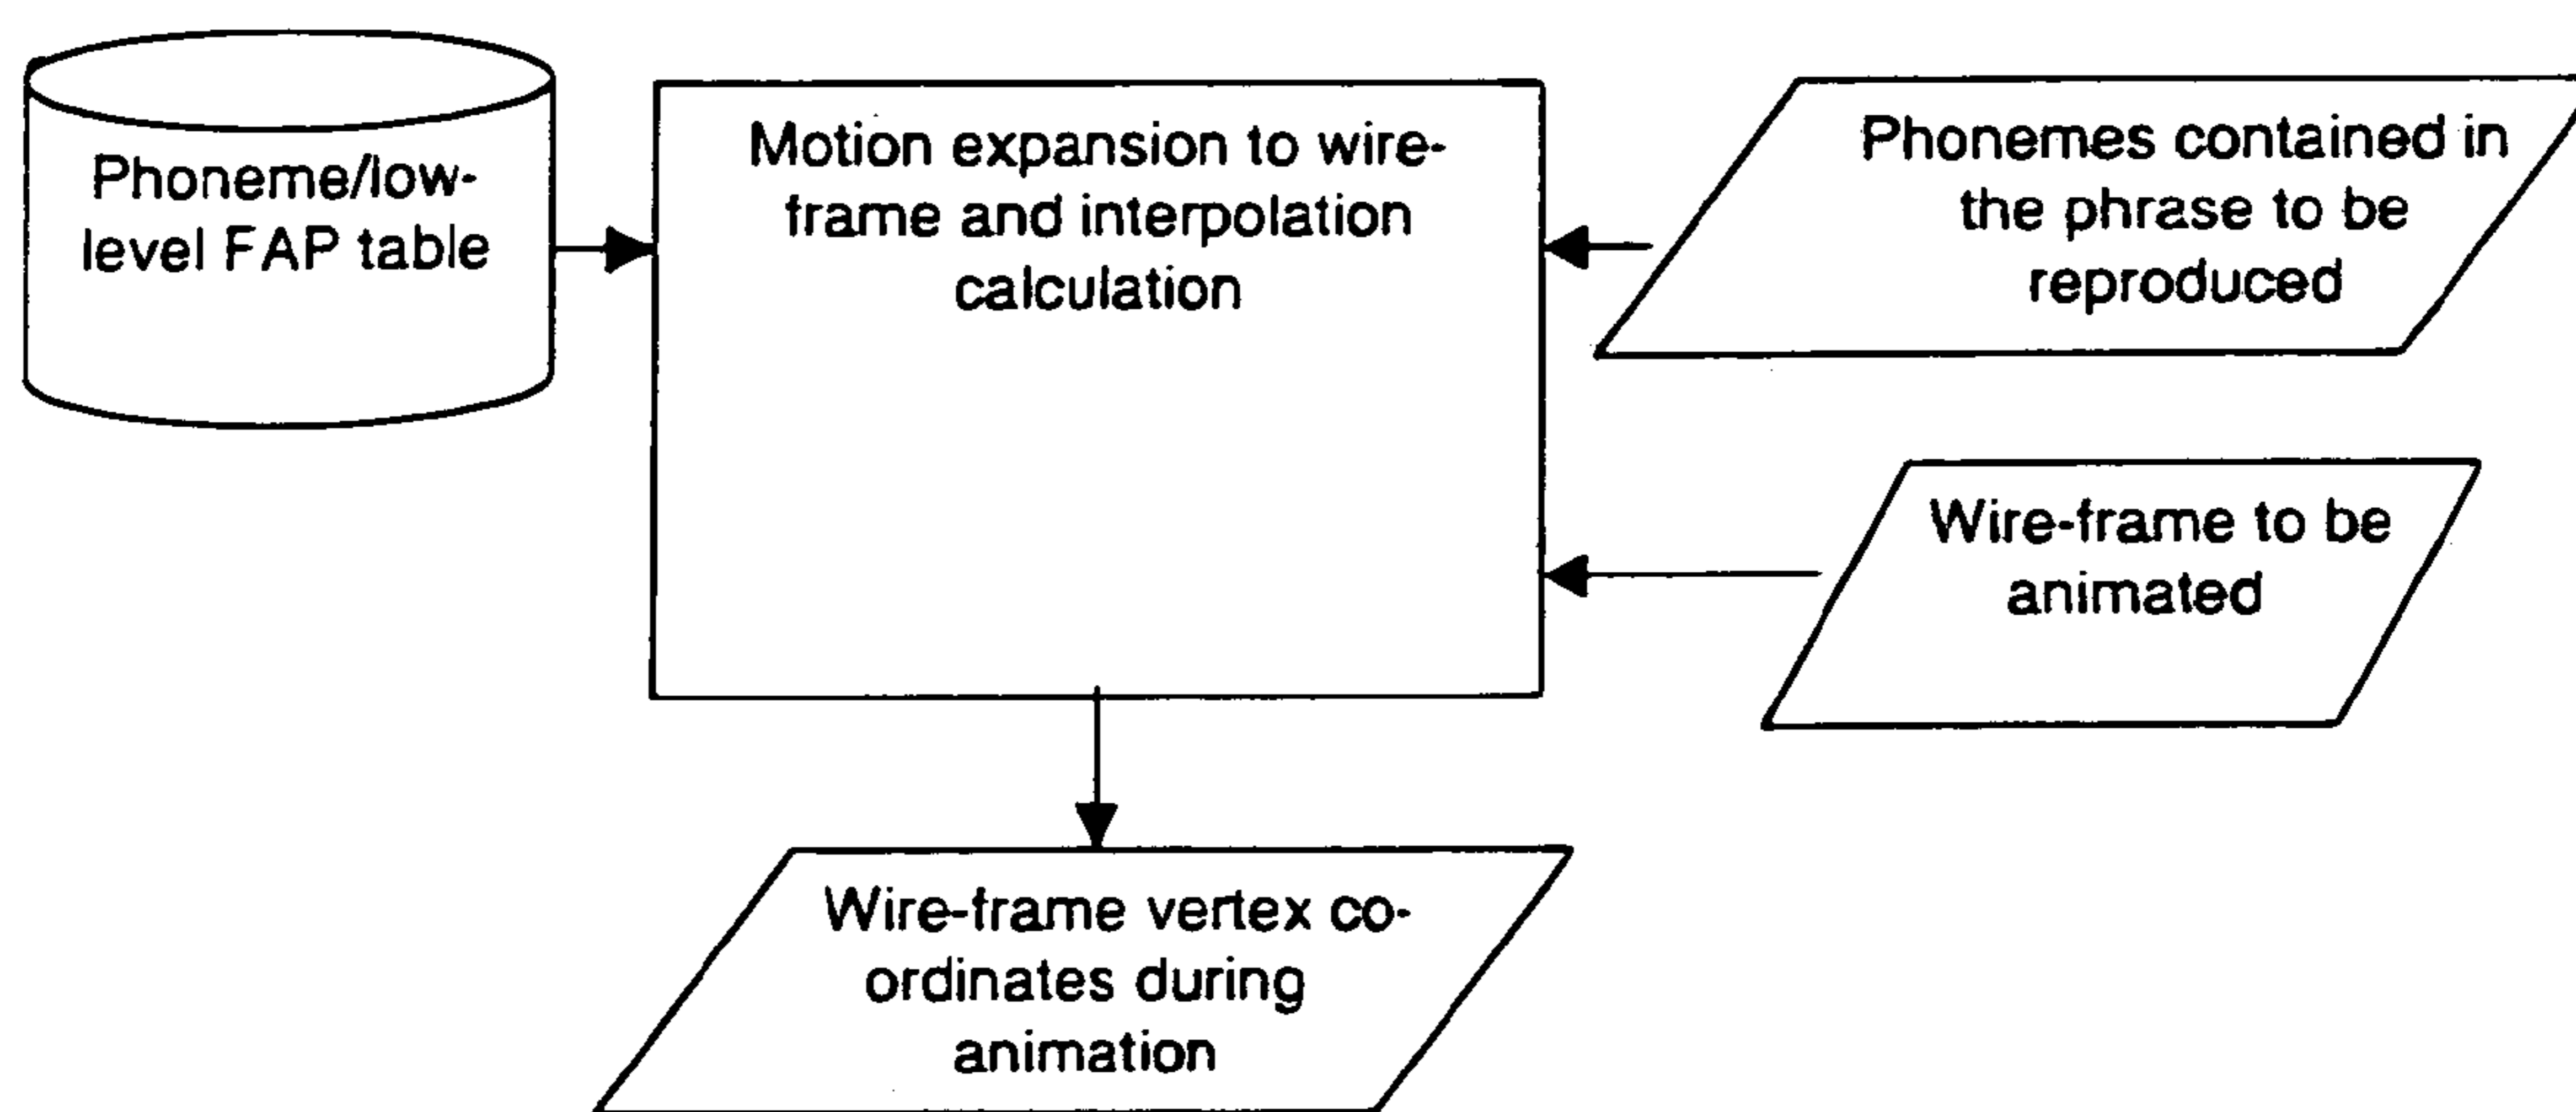 Phoneme/low-
level FAP table
Motion expansion to wire-
frame and interpolation
calculation
Phonemes contained in
the phrase to be
reproduced
Wire-frame to be
animated
Wire-frame vertex co-
ordinates during
animation